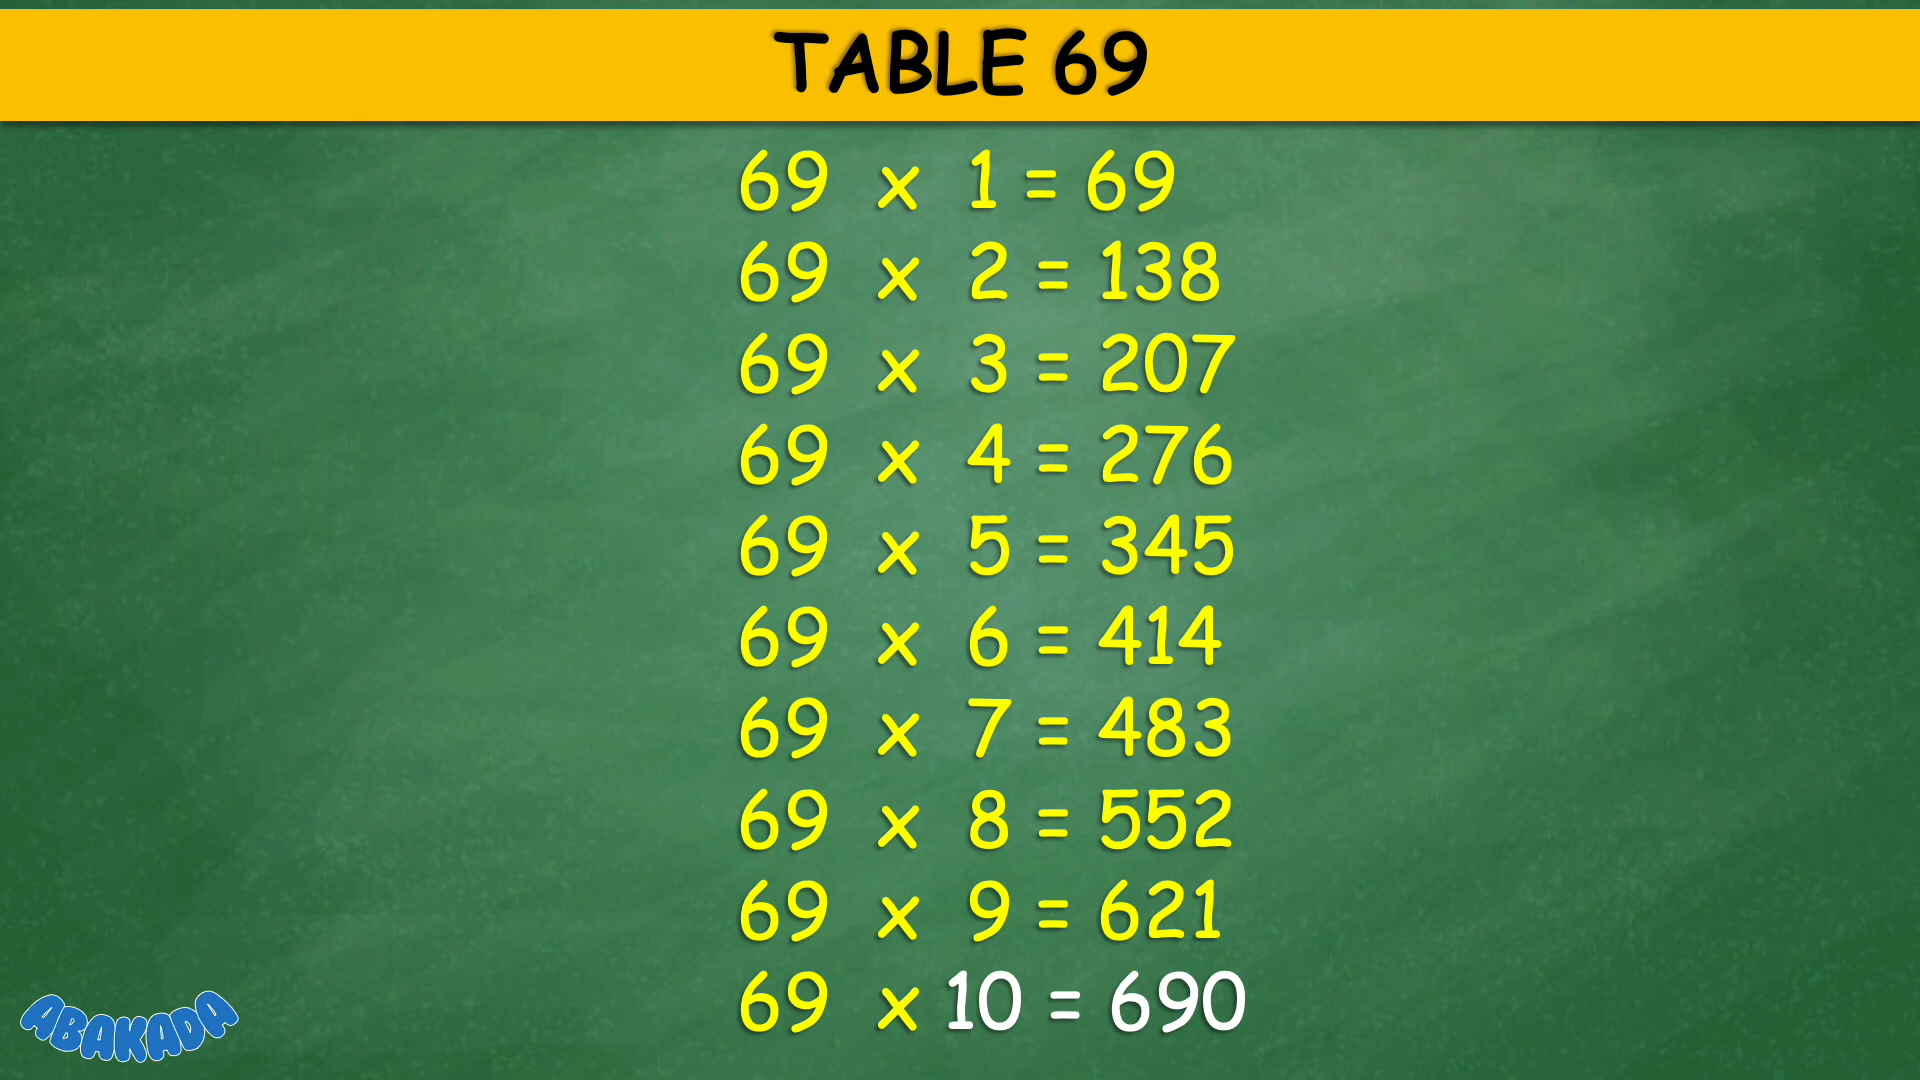 TABLE 69
69 x 1 = 69
69 x 2 = 138
69 x 3 = 207
69 x 4 = 276
69 x 5 = 345
69 x 6 = 414
69 x 7 = 483
69 x 8 = 552
69 x 9 = 621
69 x 10 = 690
ABAKADA